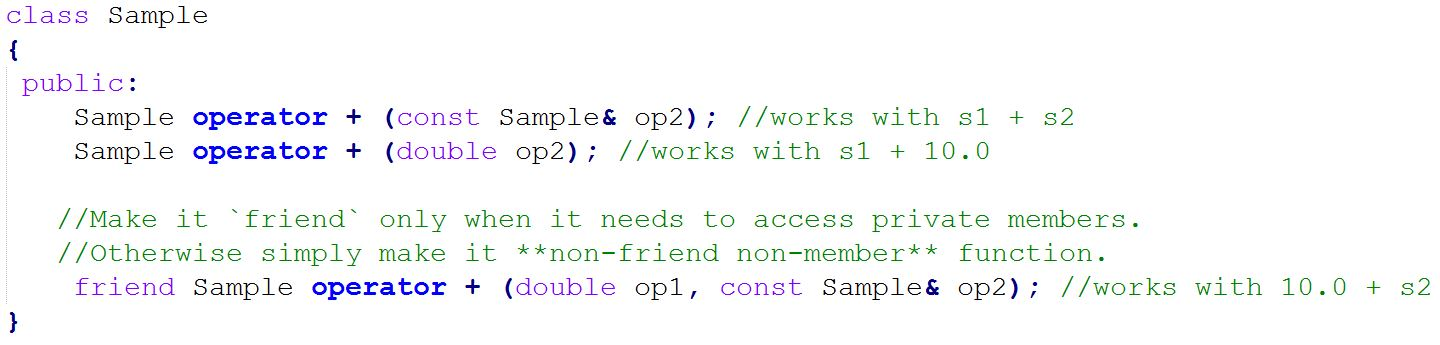 class Sample
{
 public:
    Sample operator + (const Sample& op2); //works with s1 + s2
    Sample operator + (double op2); //works with s1 + 10.0

   //Make it `friend` only when it needs to access private members.
   //Otherwise simply make it **non-friend non-member** function.
    friend Sample operator + (double op1, const Sample& op2); //works with 10.0 + s2
}